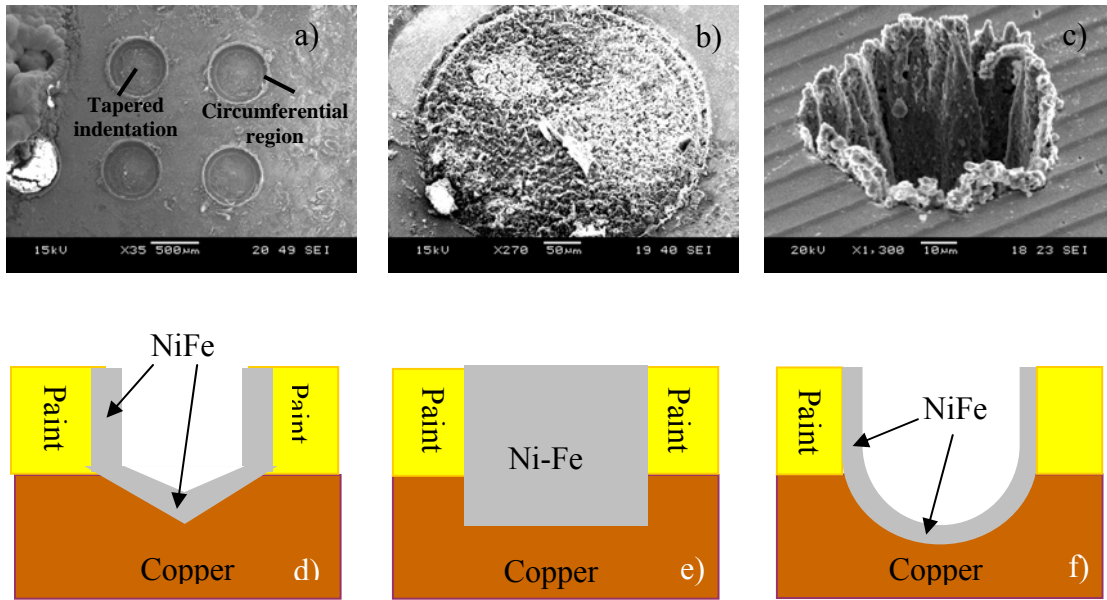 a)
Tapered
indentation
Circumferential
region
15kV X35 500µm 20 49 SEI
b)
15kV X270 50µm 19 40 SEI
c)
20kV X1,300 10µm 18 23 SEI
NiFe
Paint
Paint
Copper
d)
Paint
Ni-Fe
Paint
Copper
e)
Paint
NiFe
Copper
f)